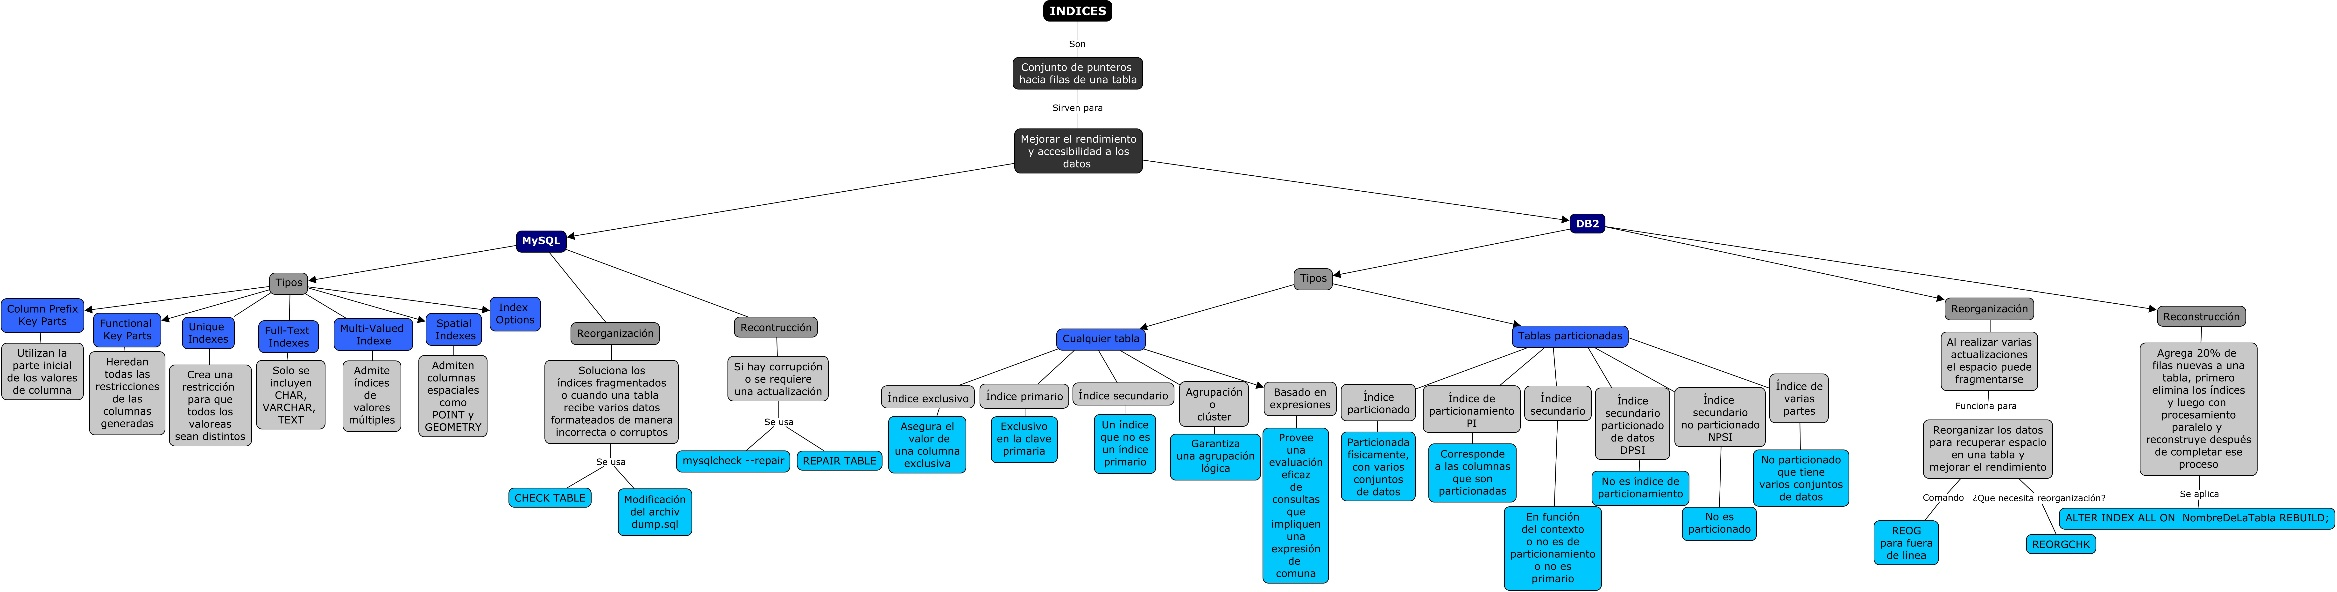 INDICES
Son
Conjunto de punteros
hacia filas de una tabla
Sirven para
Mejorar el rendimiento
y accesibilidad a los
datos
MySQL
Tipos
Column Prefix
Key Parts
Utilizan la
parte inicial
de los valores
de columna
Functional
Key Parts
Heredan
todas las
restricciones
de las
columnas
generadas
Unique
Indexes
Crea una
restricción
para que
todos los
valoreas
sean distintos
Full-Text
Indexes
Solo se
incluyen
CHAR,
VARCHAR,
TEXT
Multi-Valued
Indexe
Admite
índices
de
valores
múltiples
Spatial
Indexes
Admiten
columnas
espaciales
como
POINT y
GEOMETRY
Index
Options
Reorganización
Soluciona los
índices fragmentados
o cuando una tabla
recibe varios datos
formateados de manera
incorrecta o corruptos
Se usa
CHECK TABLE
Modificación
del archiv
dump.sql
Recontrucción
Si hay corrupción
o se requiere
una actualización
Se usa
mysqlcheck --repair
REPAIR TABLE
DB2
Tipos
Cualquier tabla
Índice exclusivo
Asegura el
valor de
una columna
exclusiva
Índice primario
Exclusivo
en la clave
primaria
Índice secundario
Un índice
que no es
un índice
primario
Agrupación
o
clúster
Garantiza
una agrupación
lógica
Basado en
expresiones
Provee
una
evaluación
eficaz
de
consultas
que
impliquen
una
expresión
de
comuna
Tablas particionadas
Índice
particionado
Particionada
físicamente,
con varios
conjuntos
de datos
Índice de
particionamiento
PI
Corresponde
a las columnas
que son
particionadas
Índice
secundario
En función
del contexto
o no es de
particionamiento
o no es
primario
Índice
secundario
particionado
de datos
DPSI
No es indice de
particionamiento
Índice
secundario
no particionado
NPSI
No es
particionado
Índice de
varias
partes
No particionado
que tiene
varios conjuntos
de datos
Reorganización
Al realizar varias
actualizaciones
el espacio puede
fragmentarse
Funciona para
Reorganizar los datos
para recuperar espacio
en una tabla y
mejorar el rendimiento
Comando
REOG
para fuera
de linea
¿Que necesita reorganización?
REORGCHK
Reconstrucción
Agrega 20% de
filas nuevas a una
tabla, primero
elimina los índices
y luego con
procesamiento
paralelo y
reconstruye después
de completar ese
proceso
Se aplica
ALTER INDEX ALL ON NombreDeLaTabla REBUILD;